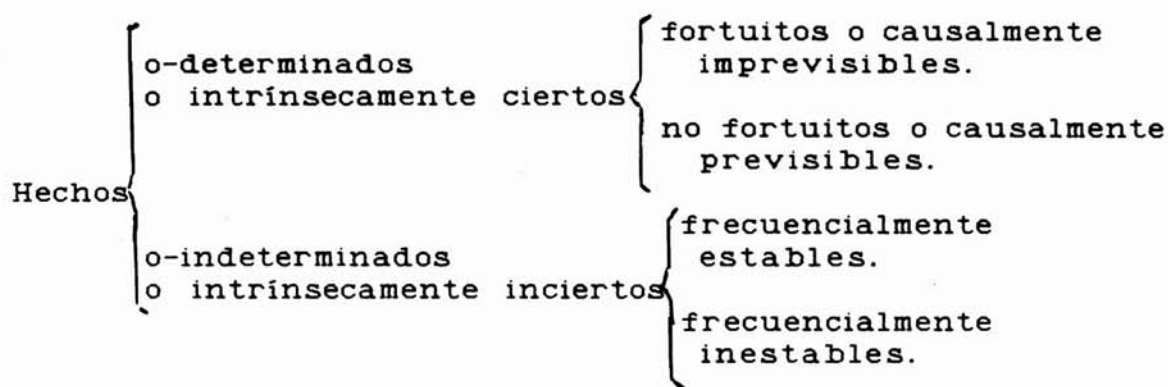 fortuitos o causalmente
imprevisibles.
o-determinados
o intrínsecamente ciertos
no fortuitos o causalmente
previsibles.
Hechos
frecuencialmente
estables.
o-indeterminados
o intrínsecamente inciertos
frecuencialmente
inestables.